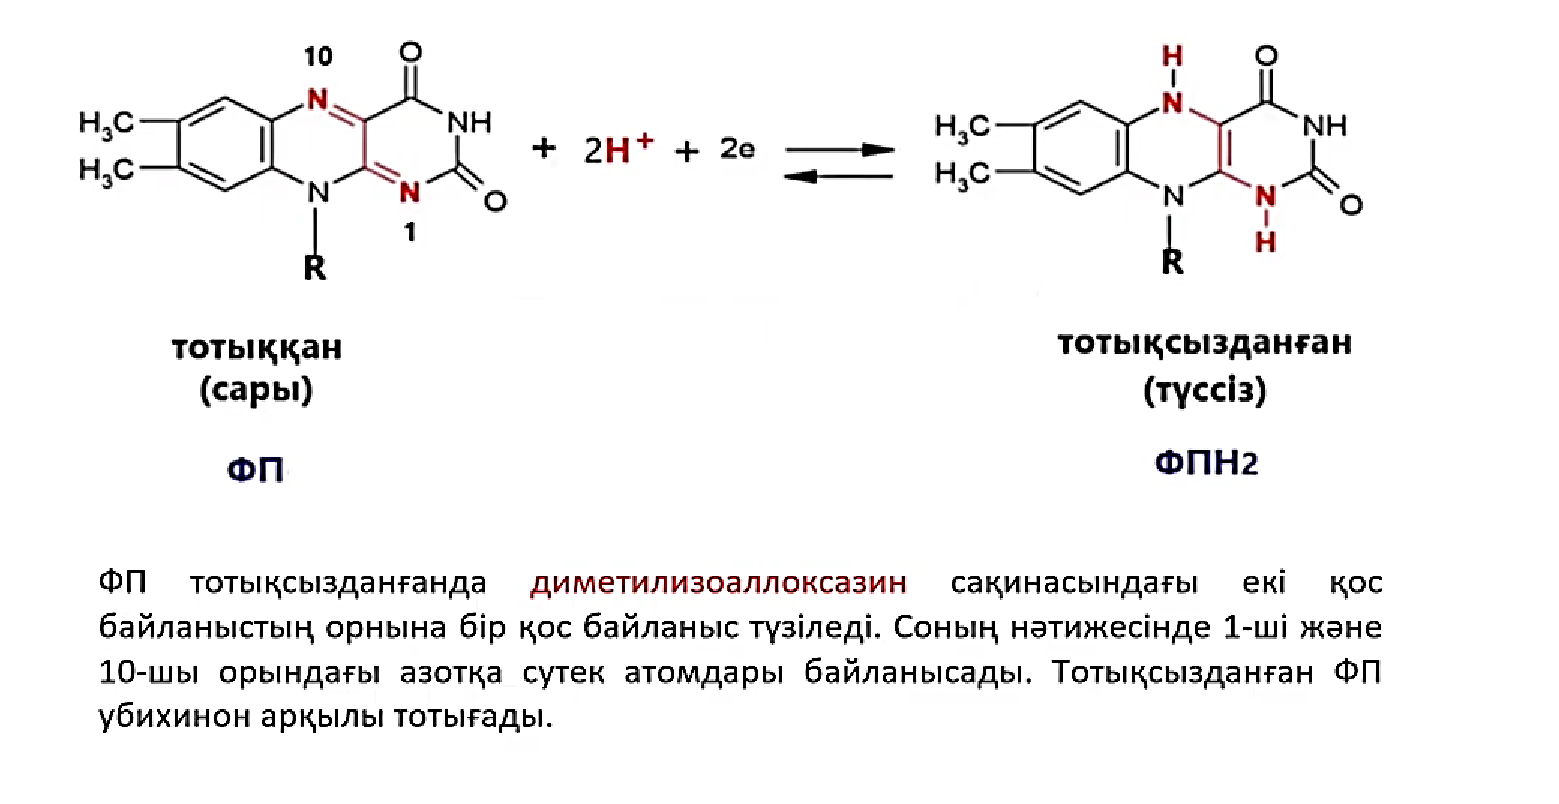 10
O
N
H₃C
NH
H₃C
N
N
O
1
R
+ 2H⁺ + 2e
H
O
N
H₃C
NH
H₃C
N
N
O
H
R
тотыққан
(сары)
ФП
тотықсызданған
(түссіз)
ФПН2
ФП тотықсызданғанда диметилизоаллоксазин сақинасындағы екі қос
байланыстың орнына бір қос байланыс түзіледі. Соның нәтижесінде 1-ші және
10-шы орындағы азотқа сутек атомдары байланысады. Тотықсызданған ФП
убихинон арқылы тотығады.